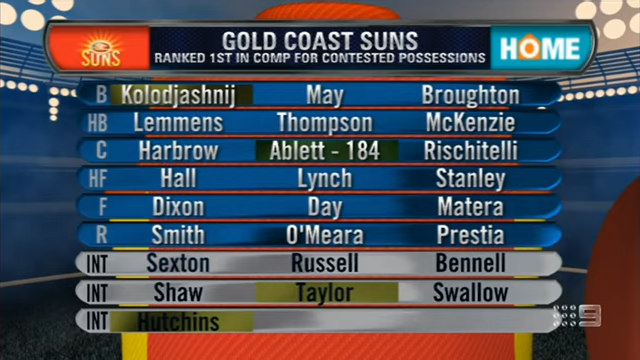 SUNS GOLD COAST SUNS HOME
RANKED 1ST IN COMP FOR CONTESTED POSSESSIONS
B Kolodjashnij May Broughton
HB Lemmens Thompson McKenzie
C Harbrow Ablett - 184 Rischitelli
HF Hall Lynch Stanley
F Dixon Day Matera
R Smith O'Meara Prestia
INT Sexton Russell Bennell
INT Shaw Taylor Swallow
INT Hutchins
9